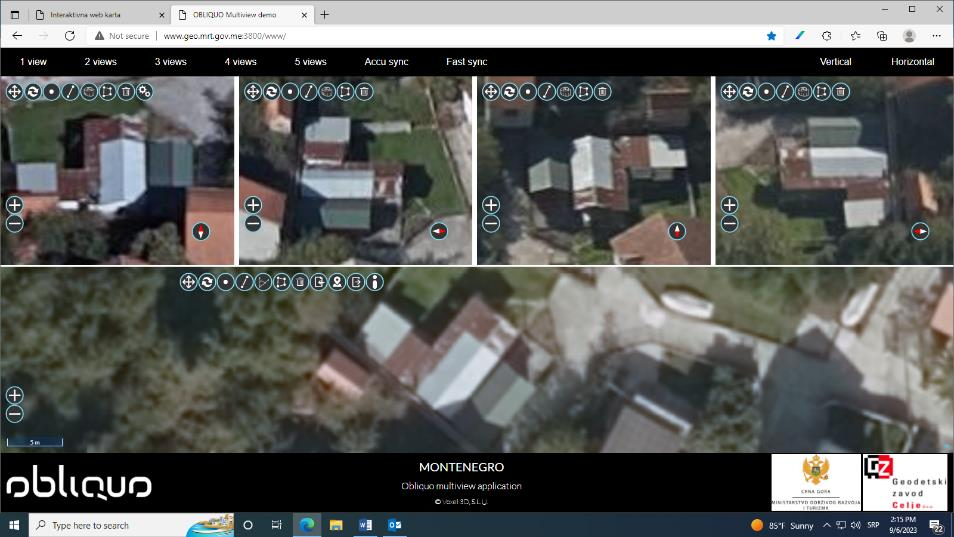 Interaktivna web karta
OBLIQUO Multiview demo
Not secure
www.geo.mrt.gov.me:3800/www/
1 view
2 views
3 views
4 views
5 views
Accu sync
Fast sync
Vertical
Horizontal
5 m
obliquo
MONTENEGRO
Obliquo multiview application
© Voxel 3D, S.L.U.
CRNA GORA
MINISTARSTVO ODRŽIVOG RAZVOJA
I TURIZMA
GZ
Geodetski
zavod
Celje d.o.o.
Type here to search
85°F Sunny
SRP
2:15 PM
9/6/2023
22